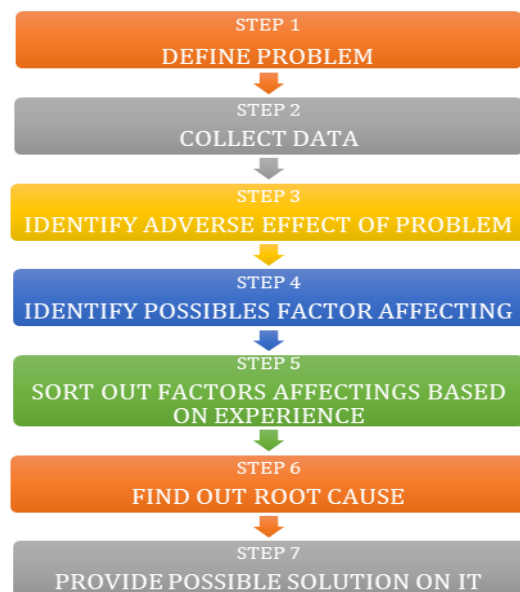 STEP 1
DEFINE PROBLEM
STEP 2
COLLECT DATA
STEP 3
IDENTIFY ADVERSE EFFECT OF PROBLEM
STEP 4
IDENTIFY POSSIBLES FACTOR AFFECTING
STEP 5
SORT OUT FACTORS AFFECTINGS BASED
ON EXPERIENCE
STEP 6
FIND OUT ROOT CAUSE
STEP 7
PROVIDE POSSIBLE SOLUTION ON IT